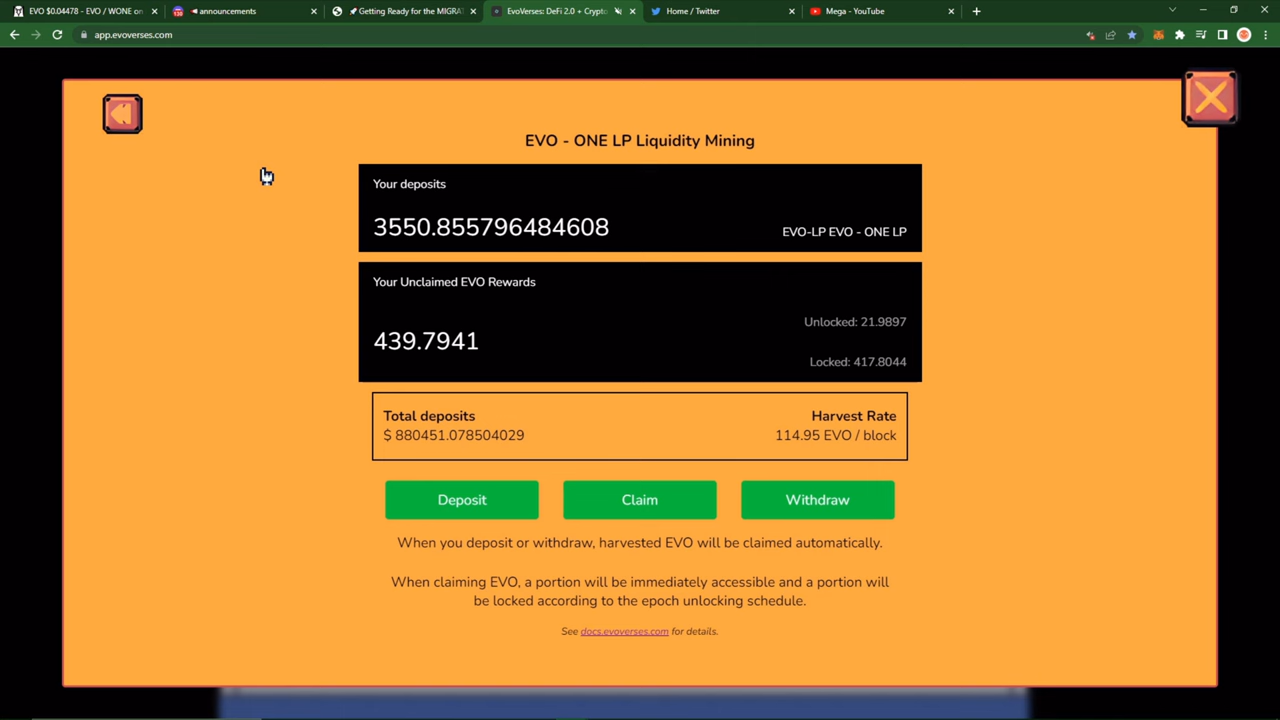 EVO $0.04478 - EVO / WONE on
announcements
Getting Ready for the MIGRA
EvoVerses: DeFi 2.0 + Crypto
Home / Twitter
Mega - YouTube
app.evoverses.com
EVO - ONE LP Liquidity Mining
Your deposits
3550.855796484608
EVO-LP EVO - ONE LP
Your Unclaimed EVO Rewards
Unlocked: 21.9897
439.7941
Locked: 417.8044
Total deposits
Harvest Rate
$ 880451.078504029
114.95 EVO / block
Deposit
Claim
Withdraw
When you deposit or withdraw, harvested EVO will be claimed automatically.
When claiming EVO, a portion will be immediately accessible and a portion will
be locked according to the epoch unlocking schedule.
See docs.evoverses.com for details.